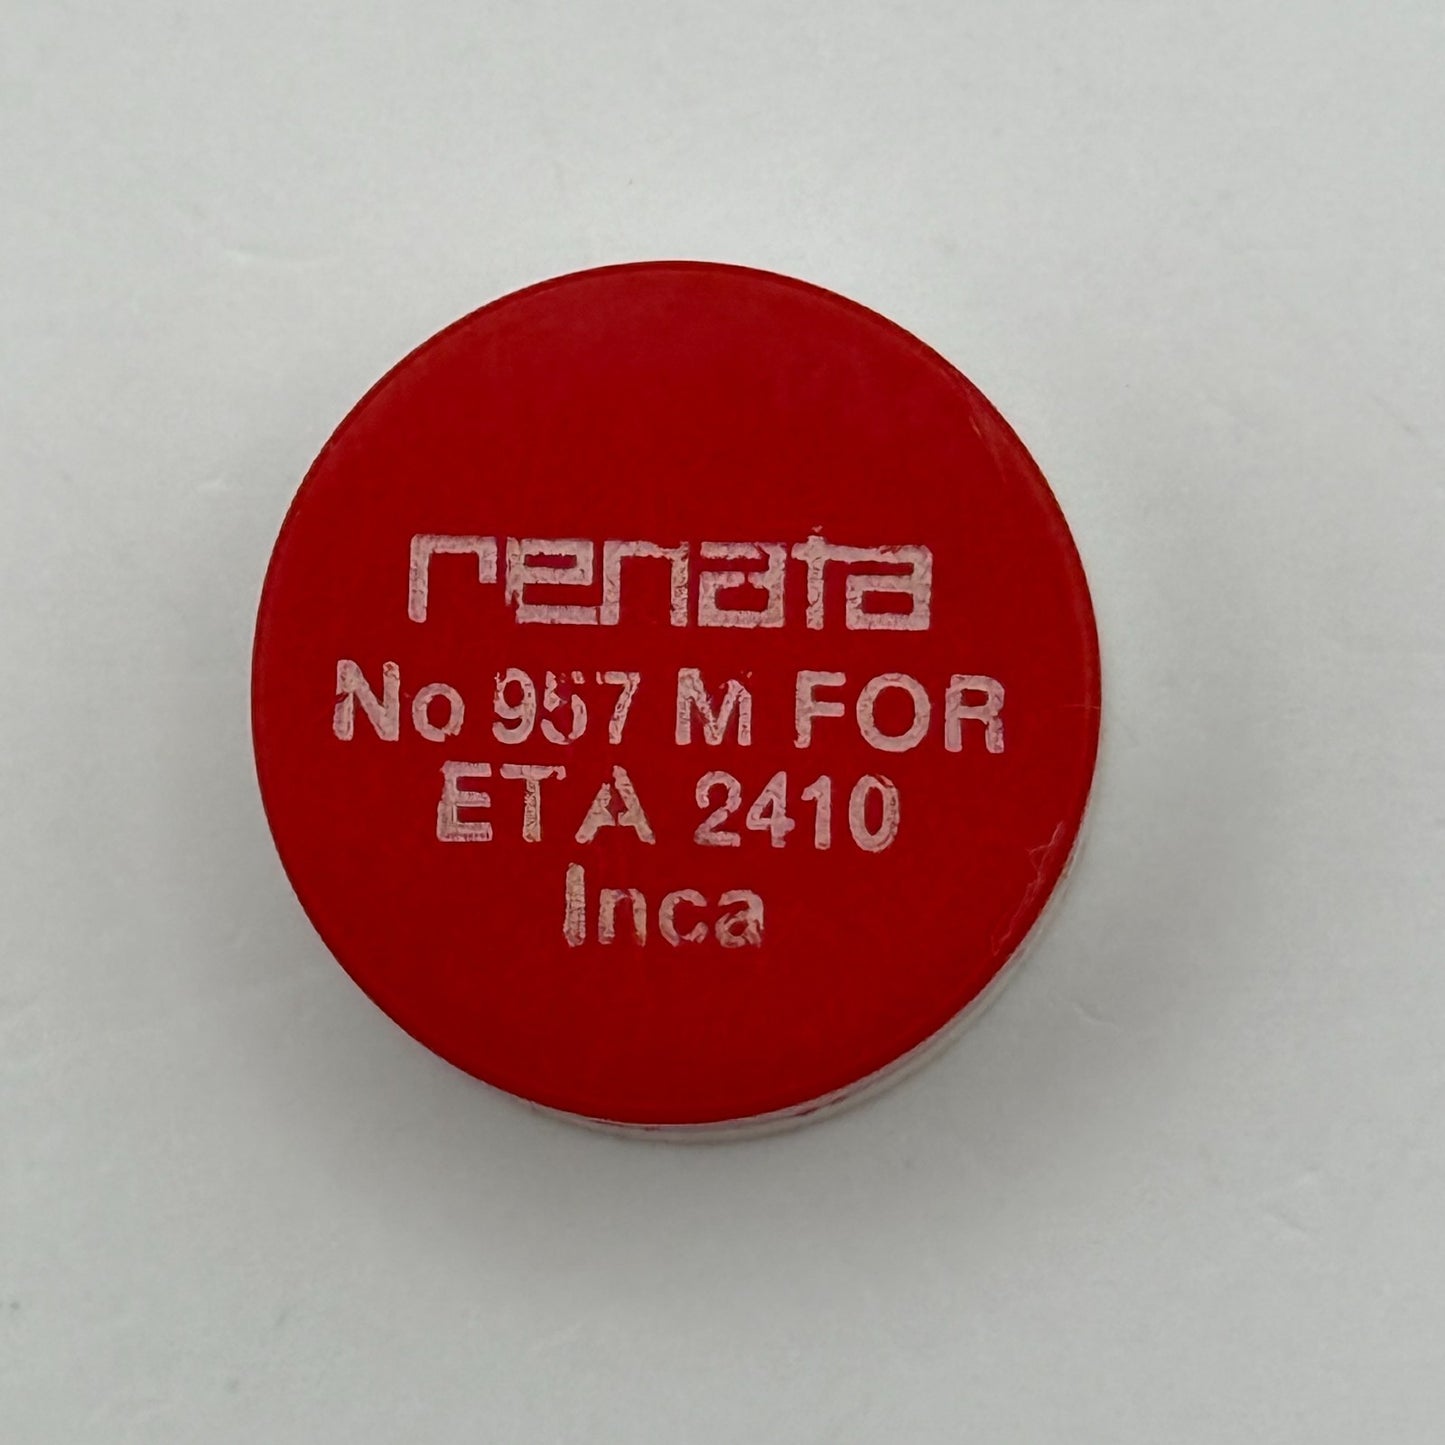 renata
No 957 M FOR
ETA 2410
Inca